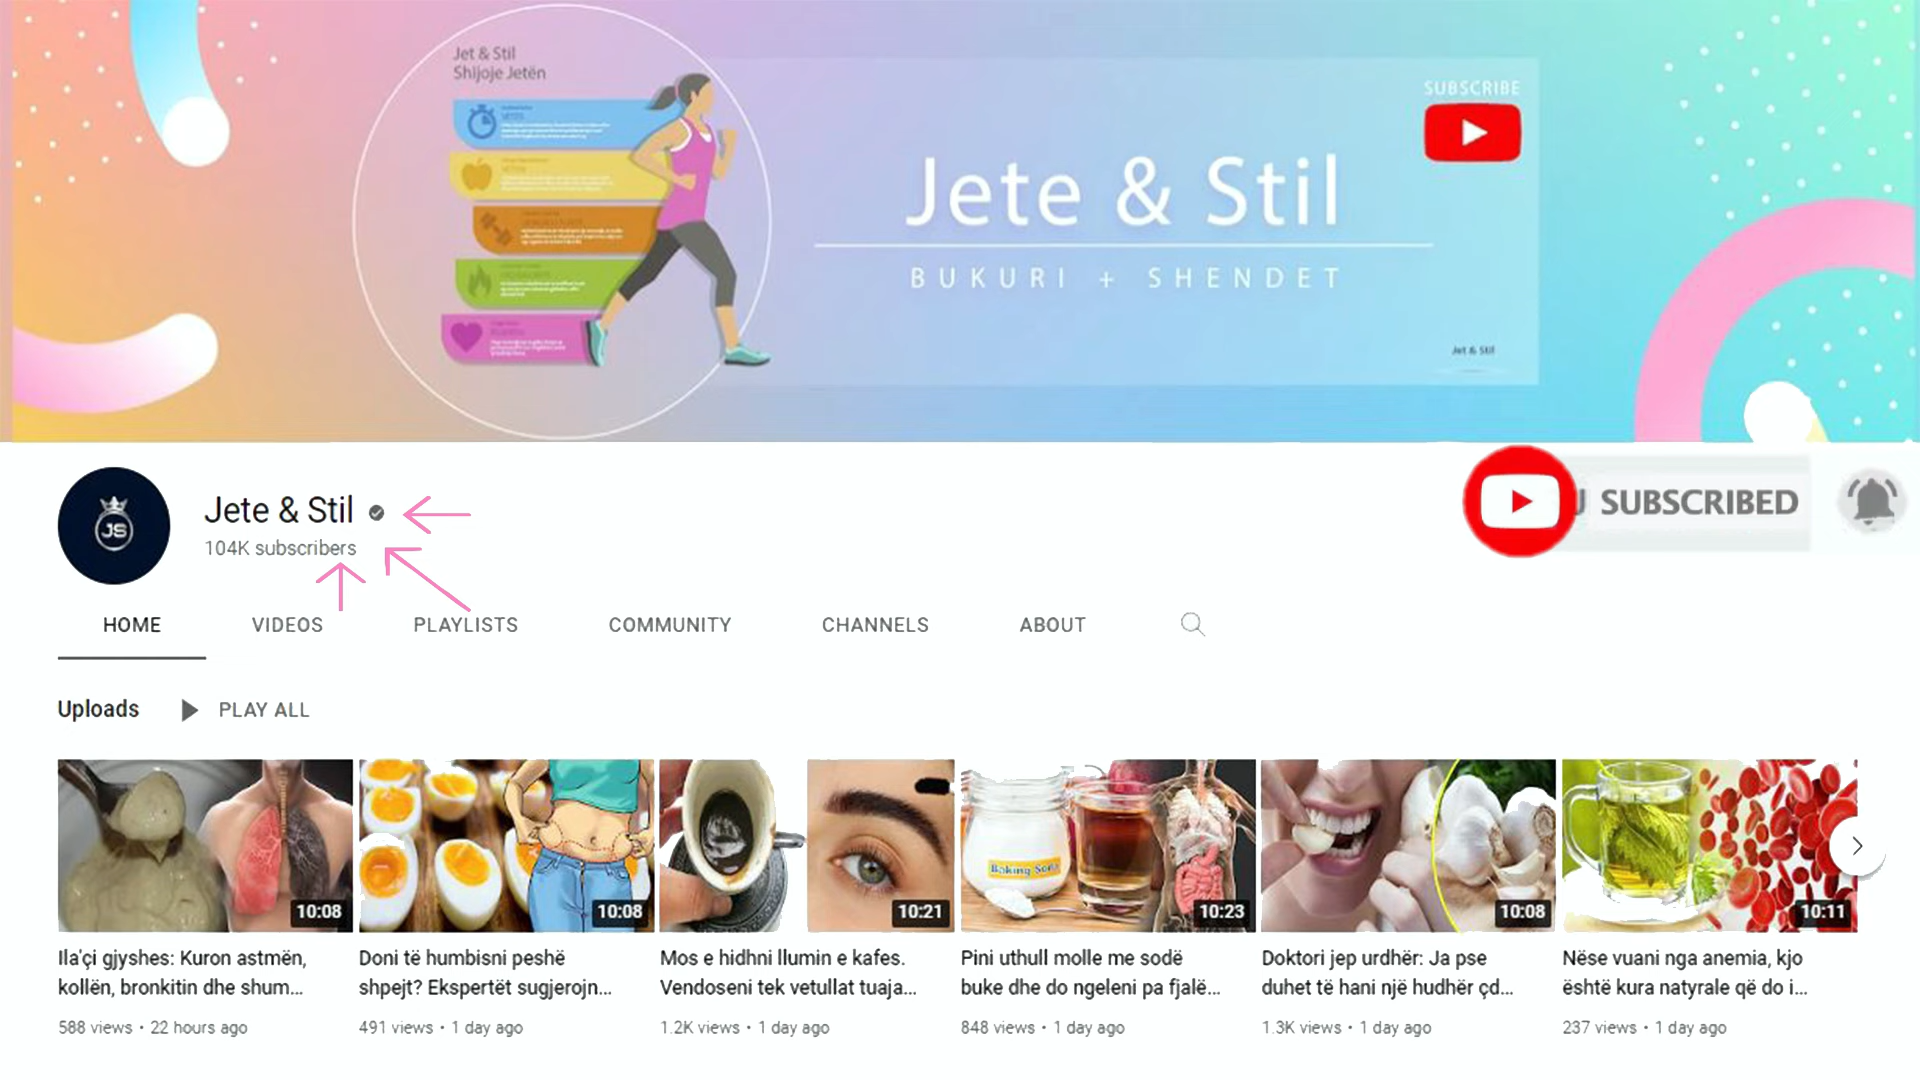 Jet & Stil
Shijoje Jetën
SUBSCRIBE
Jete & Stil
BUKURI + SHENDET
Jet & Stil
JS
Jete & Stil
104K subscribers
SUBSCRIBED
HOME
VIDEOS
PLAYLISTS
COMMUNITY
CHANNELS
ABOUT
Uploads
PLAY ALL
10:08
10:08
10:21
Baking Soda
10:23
10:08
10:11
Ila'çi gjyshes: Kuron astmën,
kollën, bronkitin dhe shum...
588 views • 22 hours ago
Doni të humbisni peshë
shpejt? Ekspertët sugjerojn...
491 views • 1 day ago
Mos e hidhni llumin e kafes.
Vendoseni tek vetullat tuaja...
1.2K views • 1 day ago
Pini uthull molle me sodë
buke dhe do ngeleni pa fjalë...
848 views • 1 day ago
Doktori jep urdhër: Ja pse
duhet të hani një hudhër çd...
1.3K views • 1 day ago
Nëse vuani nga anemia, kjo
është kura natyrale që do i...
237 views • 1 day ago